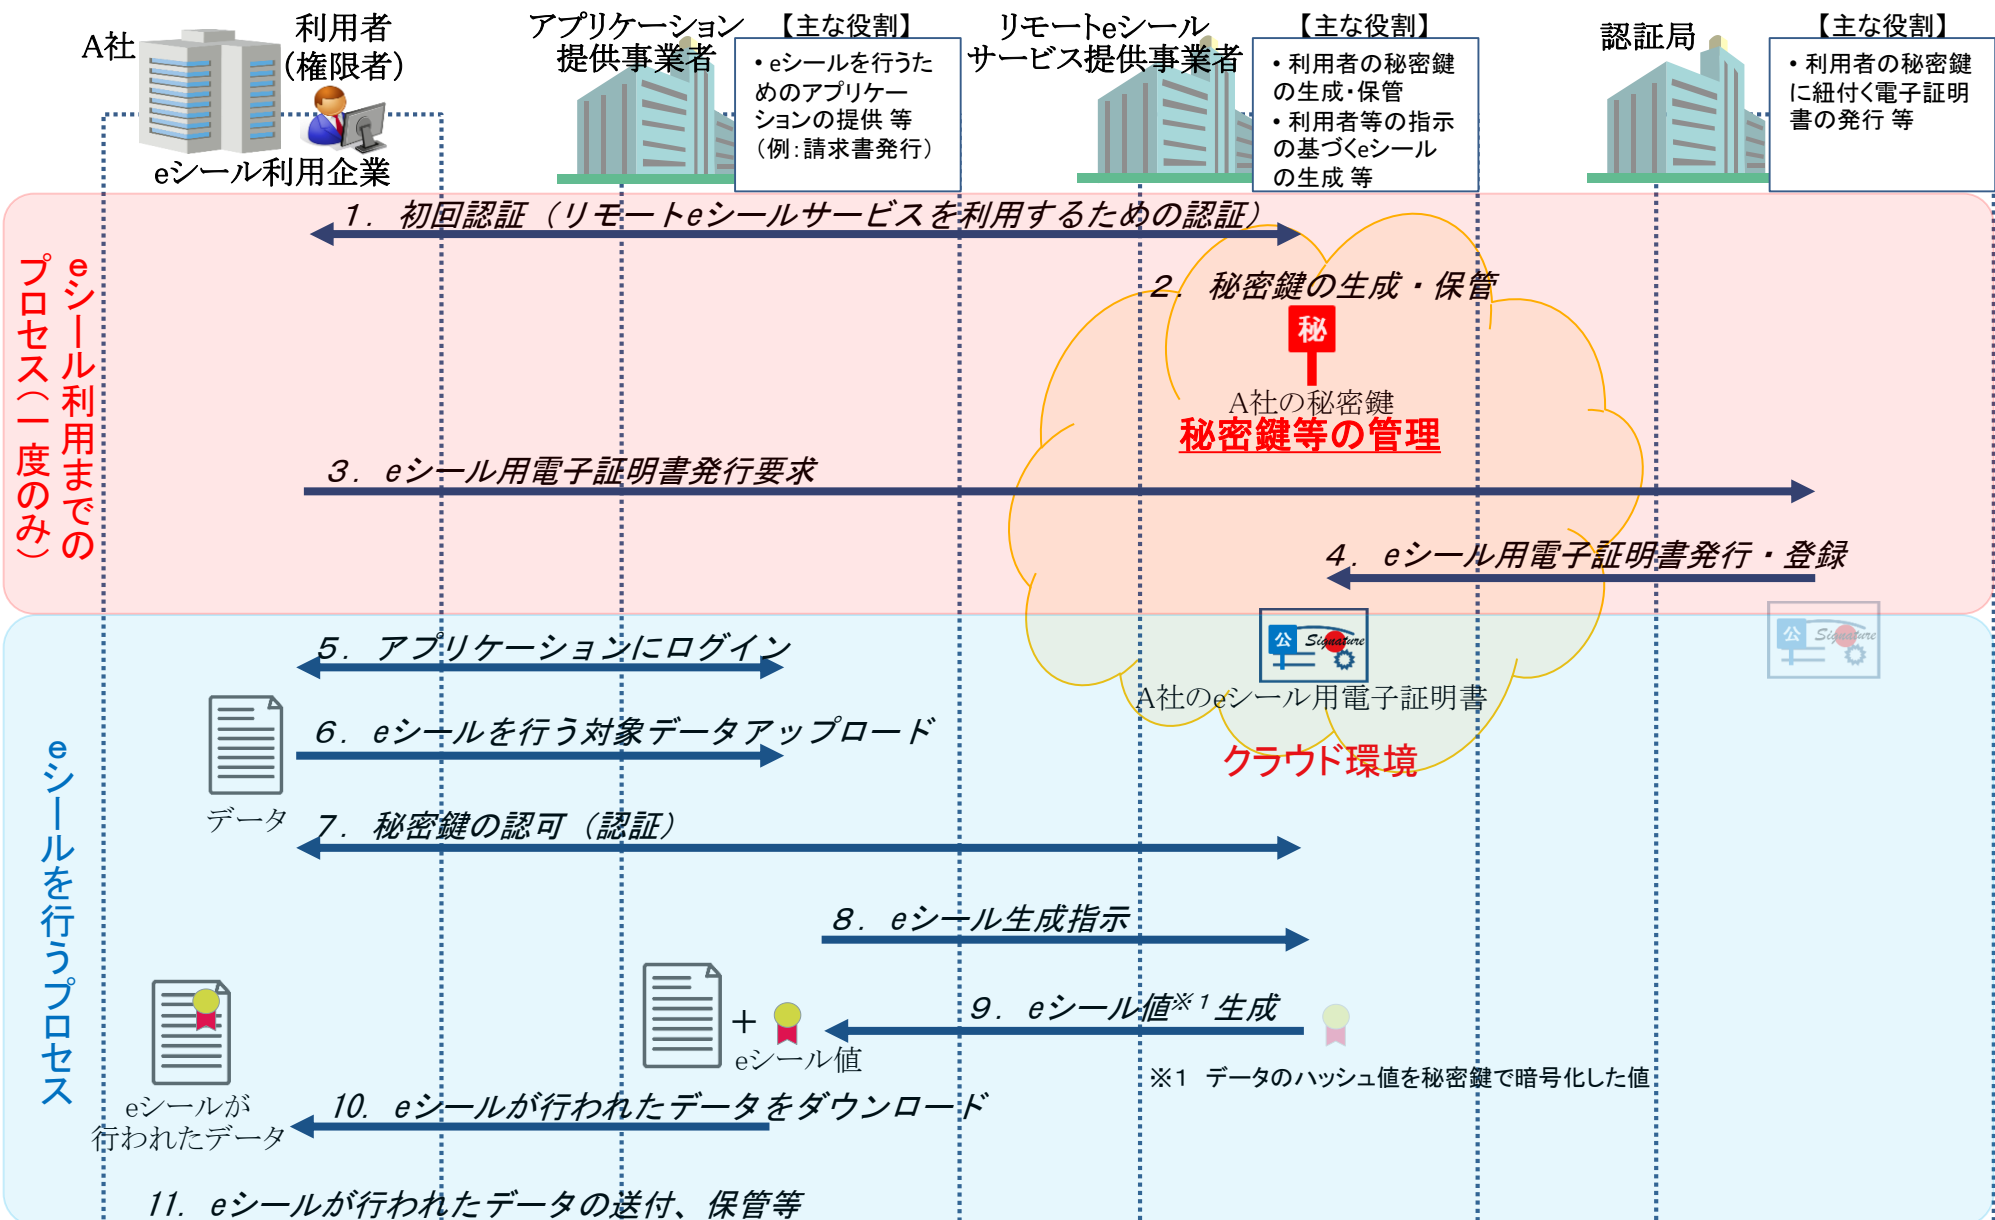 A社
利用者
(権限者)
eシール利用企業
アプリケーション
提供事業者
【主な役割】
• eシールを行うた
めのアプリケー
ションの提供 等
（例：請求書発行）
リモートeシール
サービス提供事業者
【主な役割】
• 利用者の秘密鍵
の生成・保管
• 利用者等の指示
の基づくeシール
の生成 等
認証局
【主な役割】
• 利用者の秘密鍵
に紐付く電子証明
書の発行 等
eシール利用までの
プロセス（一度のみ）
1. 初回認証（リモートeシールサービスを利用するための認証）
2. 秘密鍵の生成・保管
秘
A社の秘密鍵
秘密鍵等の管理
3. eシール用電子証明書発行要求
4. eシール用電子証明書発行・登録
eシールを行うプロセス
5. アプリケーションにログイン
公 Signature
公 Signature
A社のeシール用電子証明書
6. eシールを行う対象データアップロード
クラウド環境
データ
7. 秘密鍵の認可（認証）
8. eシール生成指示
9. eシール値※1生成
＋
eシール値
※1 データのハッシュ値を秘密鍵で暗号化した値
eシールが
行われたデータ
10. eシールが行われたデータをダウンロード
11. eシールが行われたデータの送付、保管等